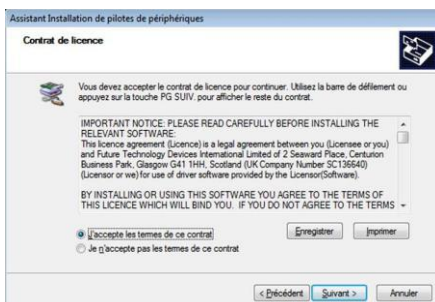 Assistant Installation de pilotes de périphériques
Contrat de licence
Vous devez accepter le contrat de licence pour continuer. Utilisez la barre de défilement ou
appuyez sur la touche PG SUIV. pour afficher le reste du contrat.
IMPORTANT NOTICE: PLEASE READ CAREFULLY BEFORE INSTALLING THE
RELEVANT SOFTWARE:
This licence agreement (Licence) is a legal agreement between you (Licensee or you)
and Future Technology Devices International Limited of 2 Seaward Place, Centurion
Business Park, Glasgow G41 1HH, Scotland (UK Company Number SC136640)
(Licensor or we) for use of driver software provided by the Licensor(Software).
BY INSTALLING OR USING THIS SOFTWARE YOU AGREE TO THE TERMS OF
THIS LICENCE WHICH WILL BIND YOU. IF YOU DO NOT AGREE TO THE TERMS
J'accepte les termes de ce contrat
Enregistrer Imprimer
Je n'accepte pas les termes de ce contrat
< Précédent Suivant > Annuler